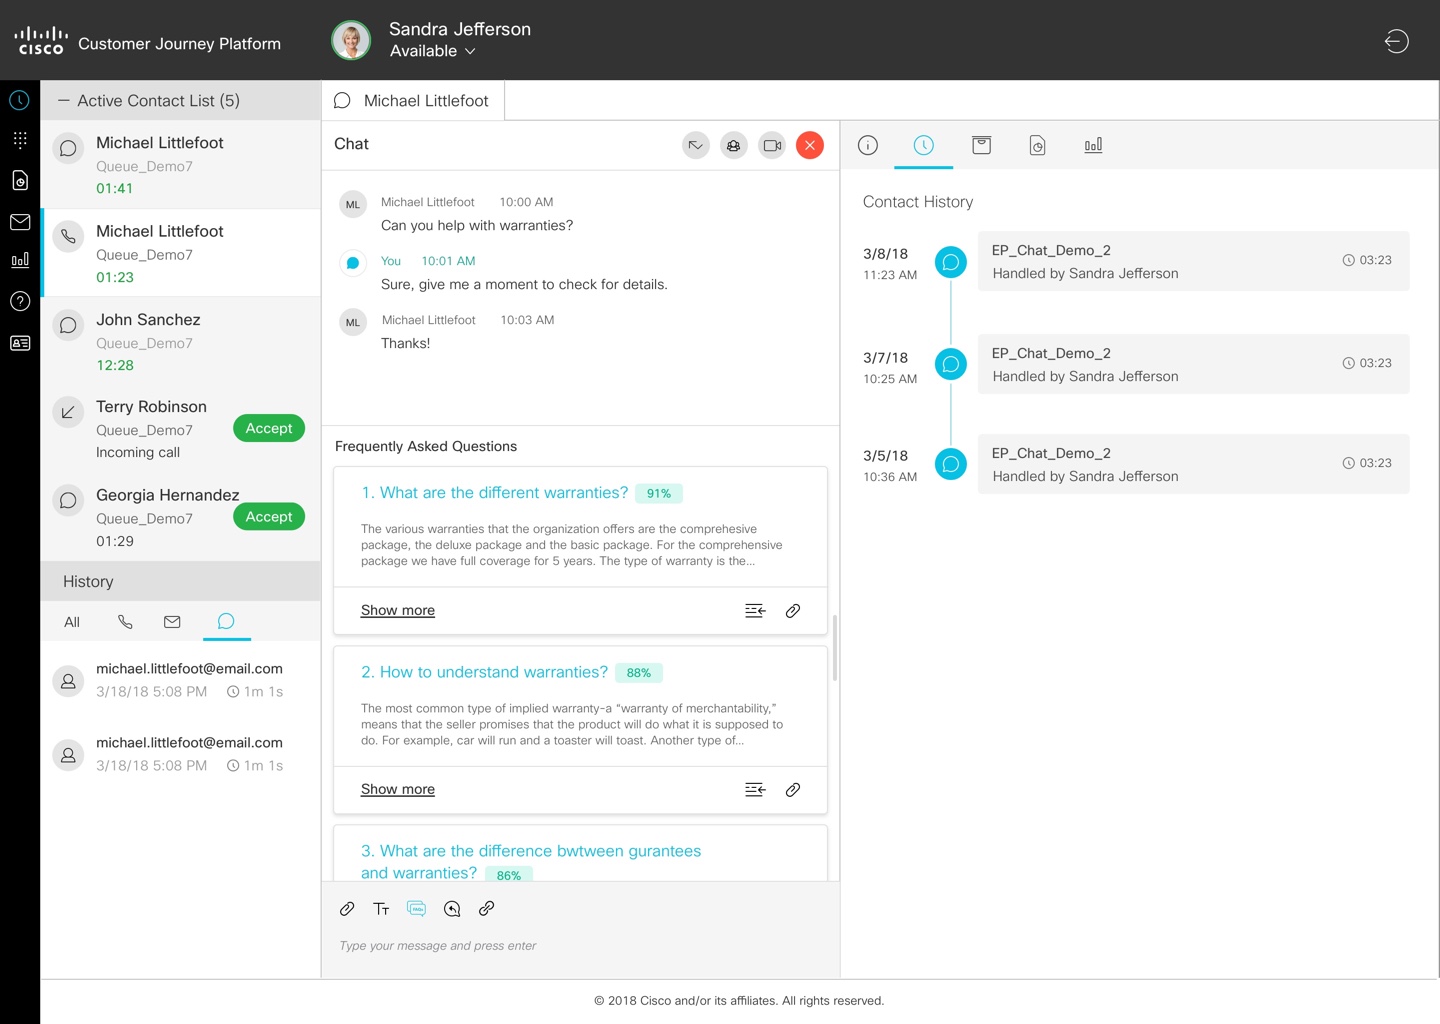 CISCO Customer Journey Platform
Sandra Jefferson
Available
Active Contact List (5)
Michael Littlefoot
Queue_Demo7
01:41
Michael Littlefoot
Queue_Demo7
01:23
John Sanchez
Queue_Demo7
12:28
Terry Robinson
Queue_Demo7
Accept
Incoming call
Georgia Hernandez
Queue_Demo7
Accept
01:29
History
All
michael.littlefoot@email.com
3/18/18 5:08 PM 1m 1s
michael.littlefoot@email.com
3/18/18 5:08 PM 1m 1s
Michael Littlefoot
Chat
ML Michael Littlefoot 10:00 AM
Can you help with warranties?
You 10:01 AM
Sure, give me a moment to check for details.
ML Michael Littlefoot 10:03 AM
Thanks!
Frequently Asked Questions
1. What are the different warranties? 91%
The various warranties that the organization offers are the comprehesive
package, the deluxe package and the basic package. For the comprehensive
package we have full coverage for 5 years. The type of warranty is the...
Show more
2. How to understand warranties? 88%
The most common type of implied warranty-a “warranty of merchantability,”
means that the seller promises that the product will do what it is supposed to
do. For example, car will run and a toaster will toast. Another type of...
Show more
3. What are the difference bwtween gurantees
and warranties? 86%
Type your message and press enter
Contact History
3/8/18
11:23 AM
EP_Chat_Demo_2
Handled by Sandra Jefferson
03:23
3/7/18
10:25 AM
EP_Chat_Demo_2
Handled by Sandra Jefferson
03:23
3/5/18
10:36 AM
EP_Chat_Demo_2
Handled by Sandra Jefferson
03:23
© 2018 Cisco and/or its affiliates. All rights reserved.